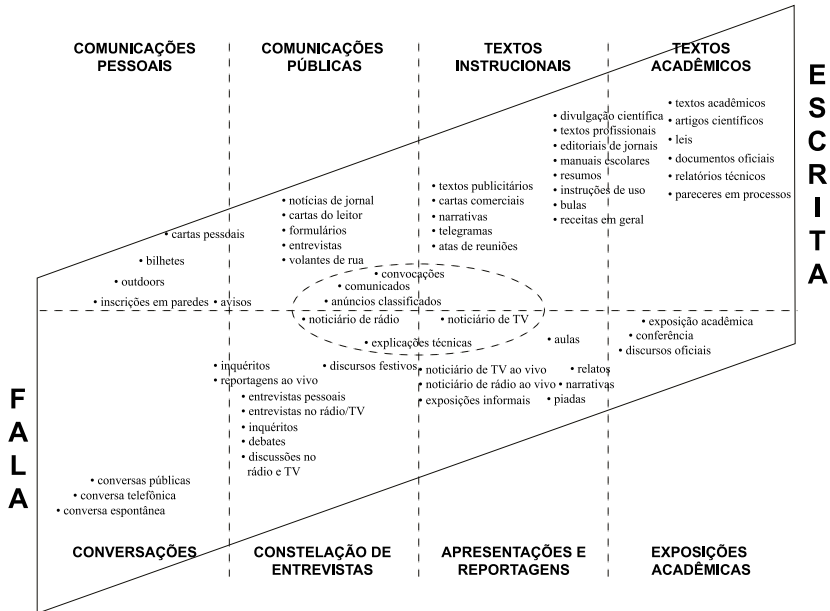 COMUNICAÇÕES
PESSOAIS
COMUNICAÇÕES
PÚBLICAS
TEXTOS
INSTRUCIONAIS
TEXTOS
ACADÊMICOS
ESCRITA
• cartas pessoais
• bilhetes
• outdoors
• inscrições em paredes
• avisos
• notícias de jornal
• cartas do leitor
• formulários
• entrevistas
• volantes de rua
• textos publicitários
• cartas comerciais
• narrativas
• telegramas
• atas de reuniões
• divulgação científica
• textos profissionais
• editoriais de jornais
• manuais escolares
• resumos
• instruções de uso
• bulas
• receitas em geral
• textos acadêmicos
• artigos científicos
• leis
• documentos oficiais
• relatórios técnicos
• pareceres em processos
• convocações
• comunicados
• anúncios classificados
• noticiário de rádio
• noticiário de TV
• explicações técnicas
FALA
• conversas públicas
• conversa telefônica
• conversa espontânea
• inquéritos
• reportagens ao vivo
• entrevistas pessoais
• entrevistas no rádio/TV
• inquéritos
• debates
• discussões no
rádio e TV
• discursos festivos
• noticiário de TV ao vivo
• noticiário de rádio ao vivo
• exposições informais
• aulas
• relatos
• narrativas
• piadas
• exposição acadêmica
• conferência
• discursos oficiais
CONVERSAÇÕES
CONSTELAÇÃO DE
ENTREVISTAS
APRESENTAÇÕES E
REPORTAGENS
EXPOSIÇÕES
ACADÊMICAS